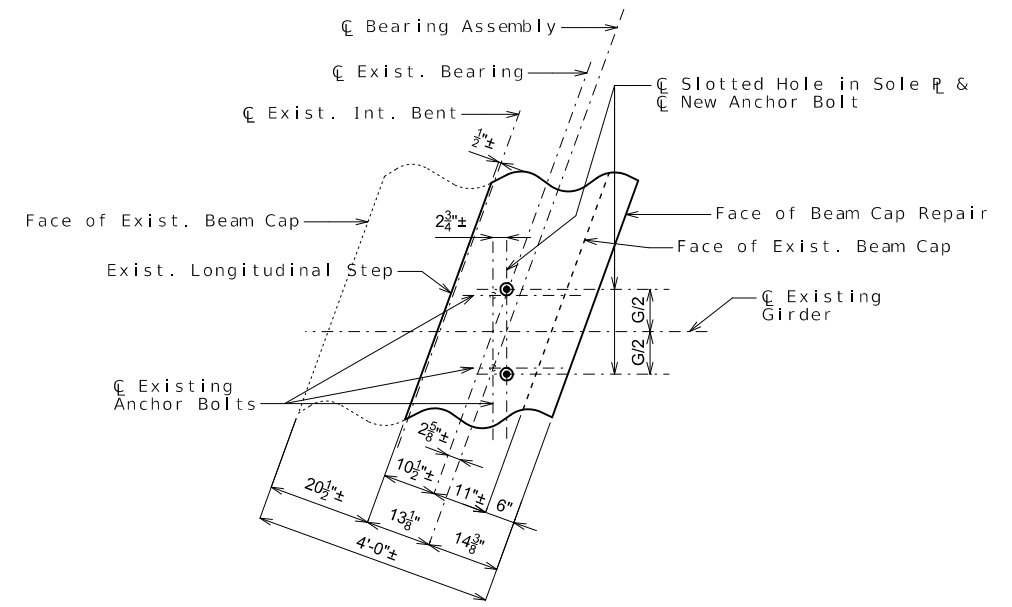 ℄ Bearing Assembly
℄ Exist. Bearing
℄ Slotted Hole in Sole ⅊ &
℄ New Anchor Bolt
℄ Exist. Int. Bent
1/2"±
Face of Exist. Beam Cap
2 3/4"±
Face of Beam Cap Repair
Face of Exist. Beam Cap
Exist. Longitudinal Step
℄ Existing
Girder
G/2
G/2
℄ Existing
Anchor Bolts
2 5/8"±
10 1/2"±
11"±
6"
20 1/2"±
13 1/8"
14 3/8"
4'-0"±